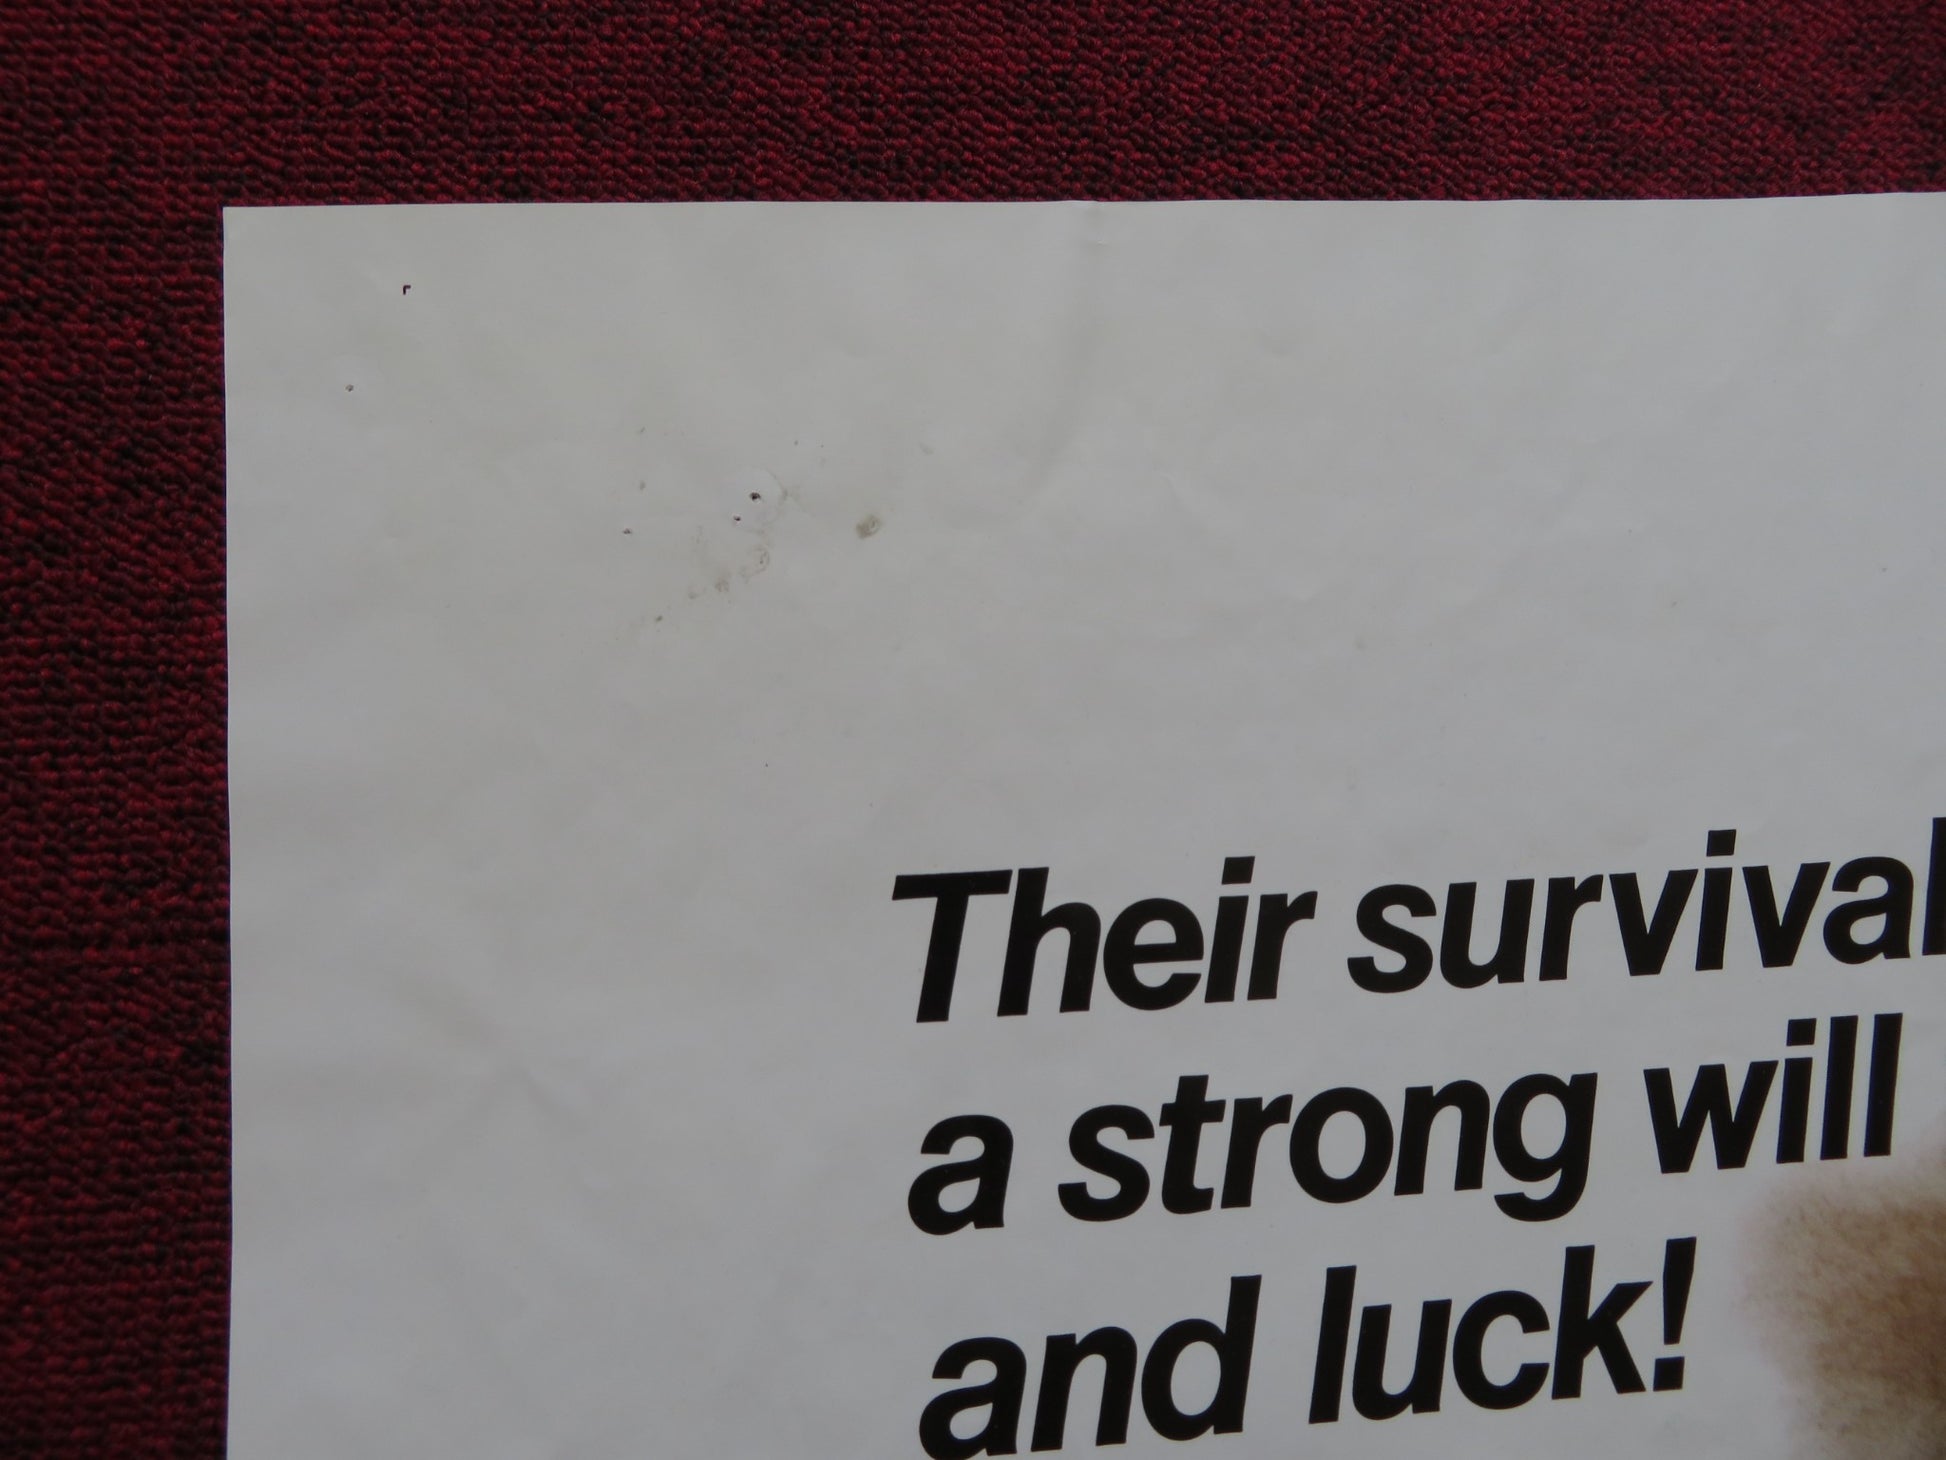 Their survival
a strong will
and luck!